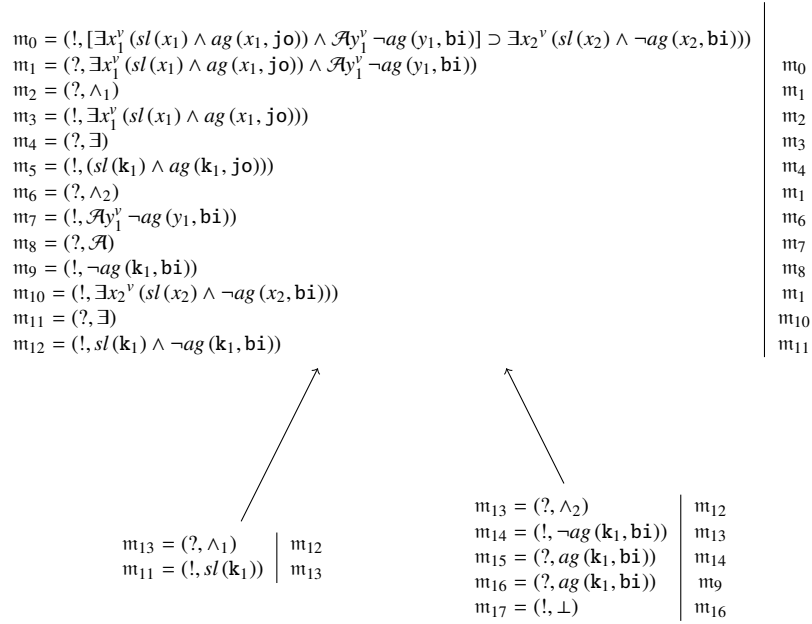 𝔪₀ = (!, [∃x₁ᵛ (sl(x₁) ∧ ag(x₁, jo)) ∧ 𝒜y₁ᵛ ¬ag(y₁, bi)] ⊃ ∃x₂ᵛ (sl(x₂) ∧ ¬ag(x₂, bi)))
𝔪₁ = (?, ∃x₁ᵛ (sl(x₁) ∧ ag(x₁, jo)) ∧ 𝒜y₁ᵛ ¬ag(y₁, bi)) 𝔪₀
𝔪₂ = (?, ∧₁) 𝔪₁
𝔪₃ = (!, ∃x₁ᵛ (sl(x₁) ∧ ag(x₁, jo))) 𝔪₂
𝔪₄ = (?, ∃) 𝔪₃
𝔪₅ = (!, (sl(k₁) ∧ ag(k₁, jo))) 𝔪₄
𝔪₆ = (?, ∧₂) 𝔪₁
𝔪₇ = (!, 𝒜y₁ᵛ ¬ag(y₁, bi)) 𝔪₆
𝔪₈ = (?, 𝒜) 𝔪₇
𝔪₉ = (!, ¬ag(k₁, bi)) 𝔪₈
𝔪₁₀ = (!, ∃x₂ᵛ (sl(x₂) ∧ ¬ag(x₂, bi))) 𝔪₁
𝔪₁₁ = (?, ∃) 𝔪₁₀
𝔪₁₂ = (!, sl(k₁) ∧ ¬ag(k₁, bi)) 𝔪₁₁
𝔪₁₃ = (?, ∧₁) 𝔪₁₂
𝔪₁₁ = (!, sl(k₁)) 𝔪₁₃
𝔪₁₃ = (?, ∧₂) 𝔪₁₂
𝔪₁₄ = (!, ¬ag(k₁, bi)) 𝔪₁₃
𝔪₁₅ = (?, ag(k₁, bi)) 𝔪₁₄
𝔪₁₆ = (?, ag(k₁, bi)) 𝔪₉
𝔪₁₇ = (!, ⊥) 𝔪₁₆